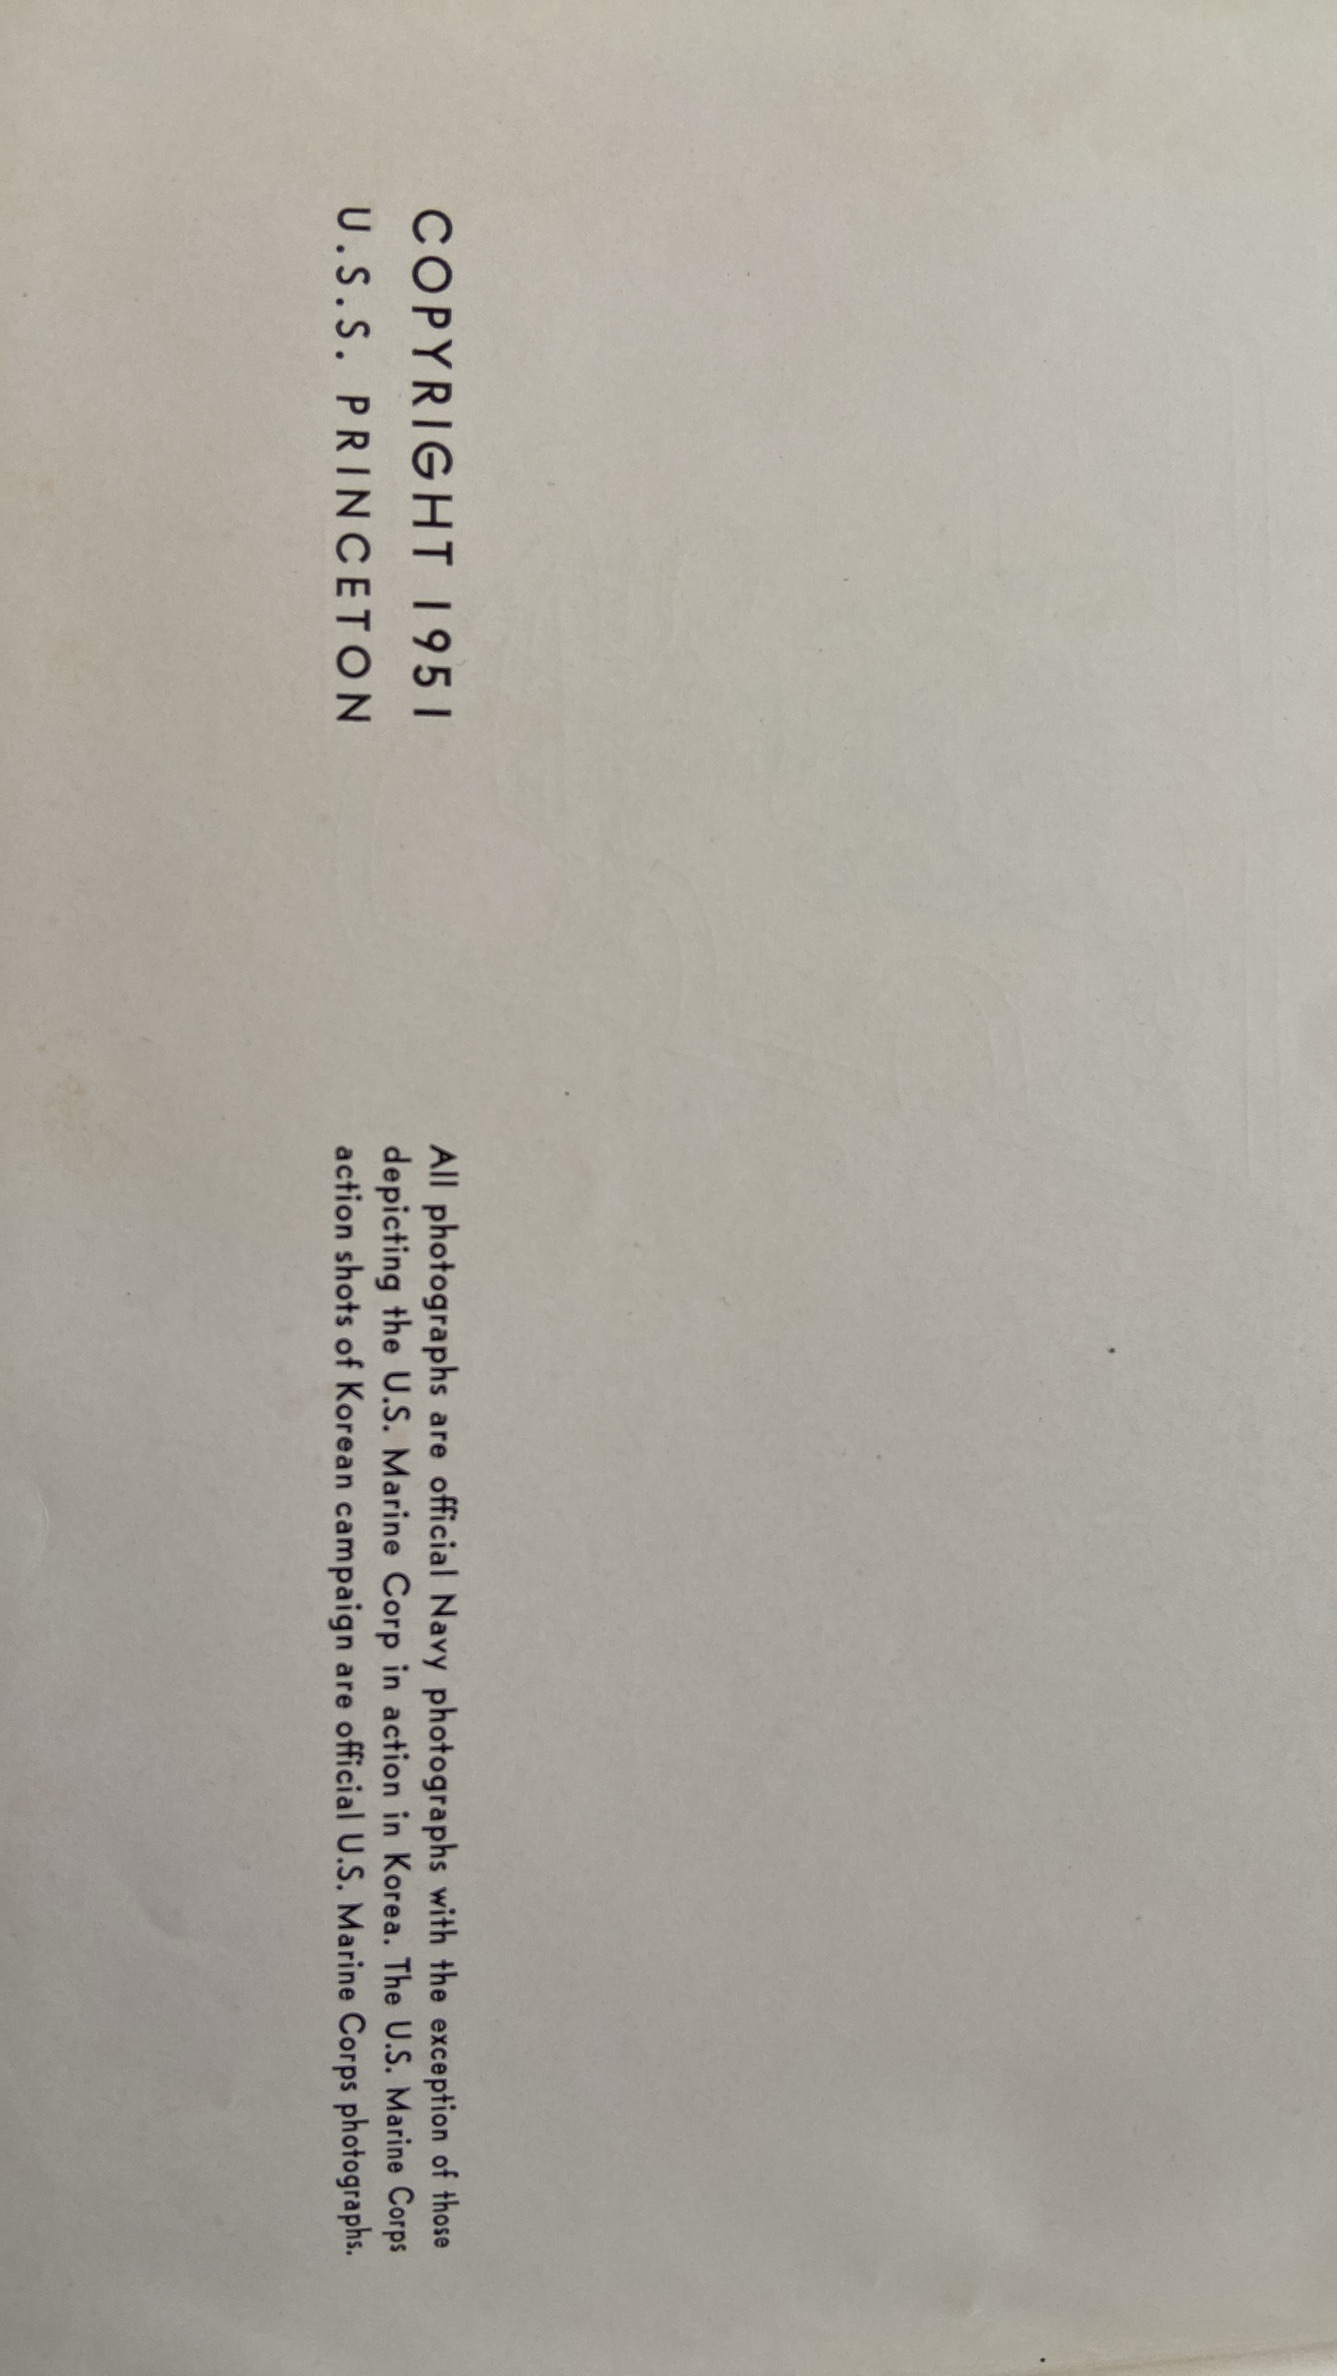 COPYRIGHT 1951
U.S.S. PRINCETON
All photographs are official Navy photographs with the exception of those
depicting the U.S. Marine Corp in action in Korea. The U.S. Marine Corps
action shots of Korean campaign are official U.S. Marine Corps photographs.